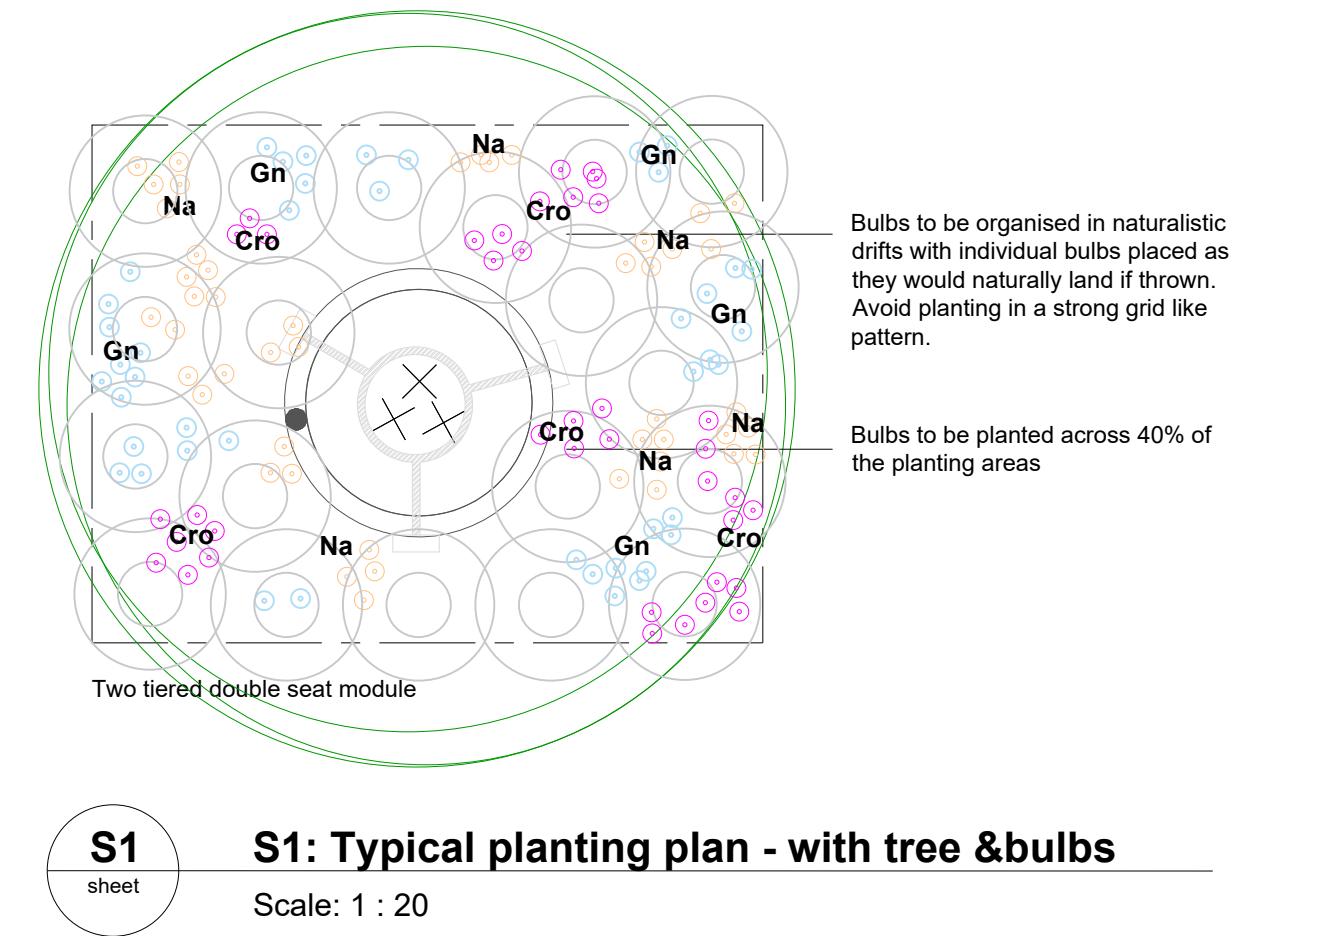 Na
Gn
Gn
Na
Cro
Cro
Na
Bulbs to be organised in naturalistic
drifts with individual bulbs placed as
they would naturally land if thrown.
Avoid planting in a strong grid like
pattern.
Gn
Gn
Na
Cro
Na
Bulbs to be planted across 40% of
the planting areas
Cro
Na
Gn
Cro
Two tiered double seat module
S1
sheet
S1: Typical planting plan - with tree &bulbs
Scale: 1 : 20